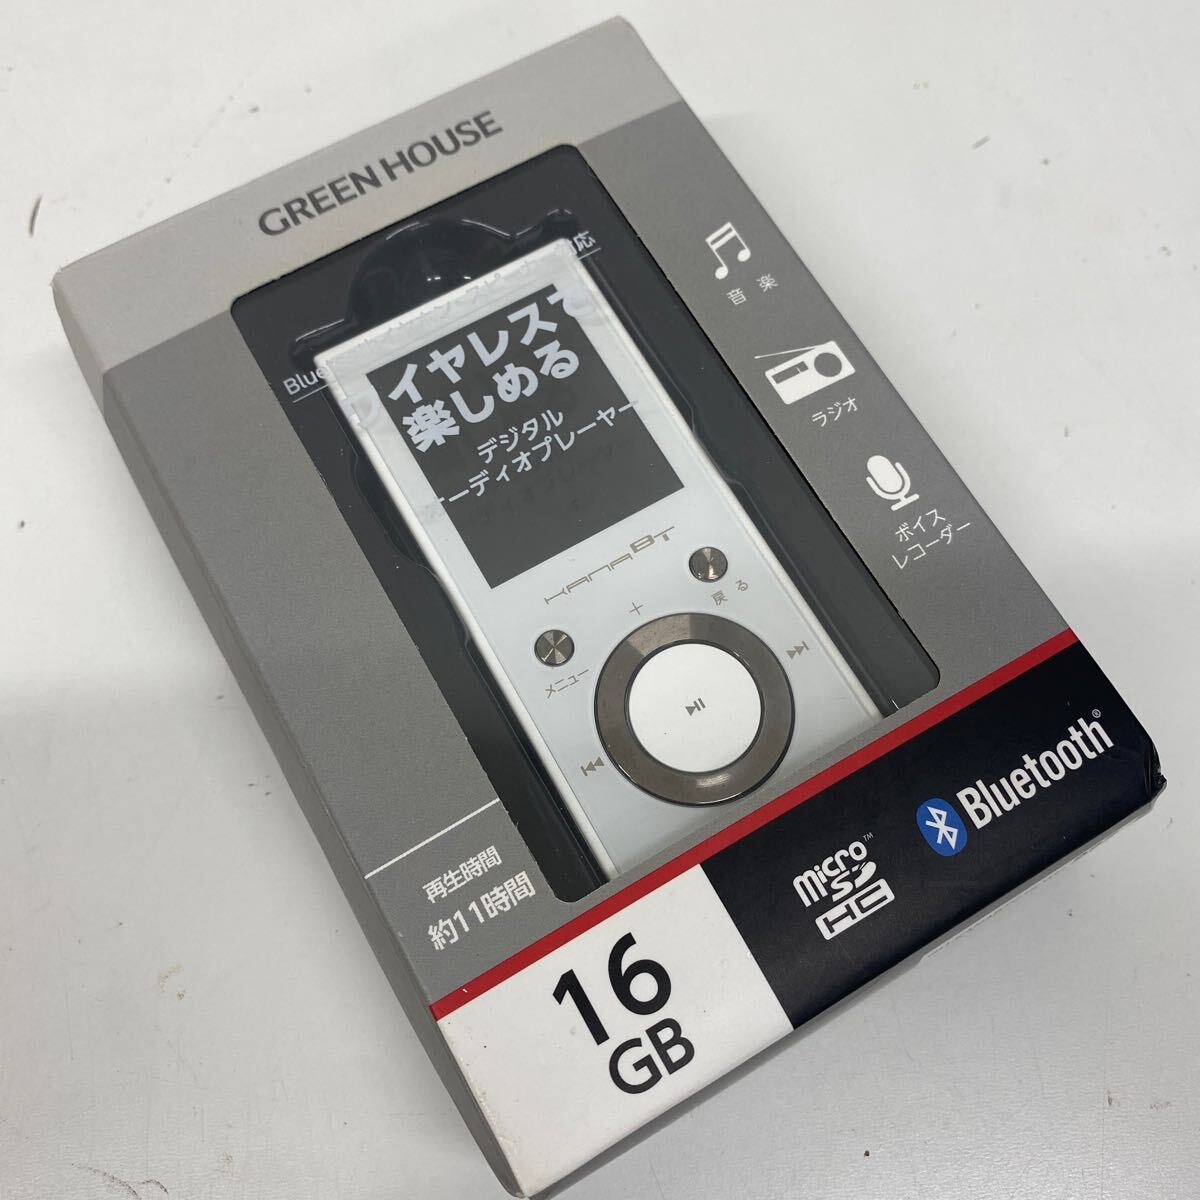 GREEN HOUSE
ワイヤレスで
楽しめる
デジタル
オーディオプレーヤー
KANA BT
戻る
+
メニュー
音楽
ラジオ
ボイス
レコーダー
再生時間
約11時間
16
GB
micro
SD
HC
™
Bluetooth®